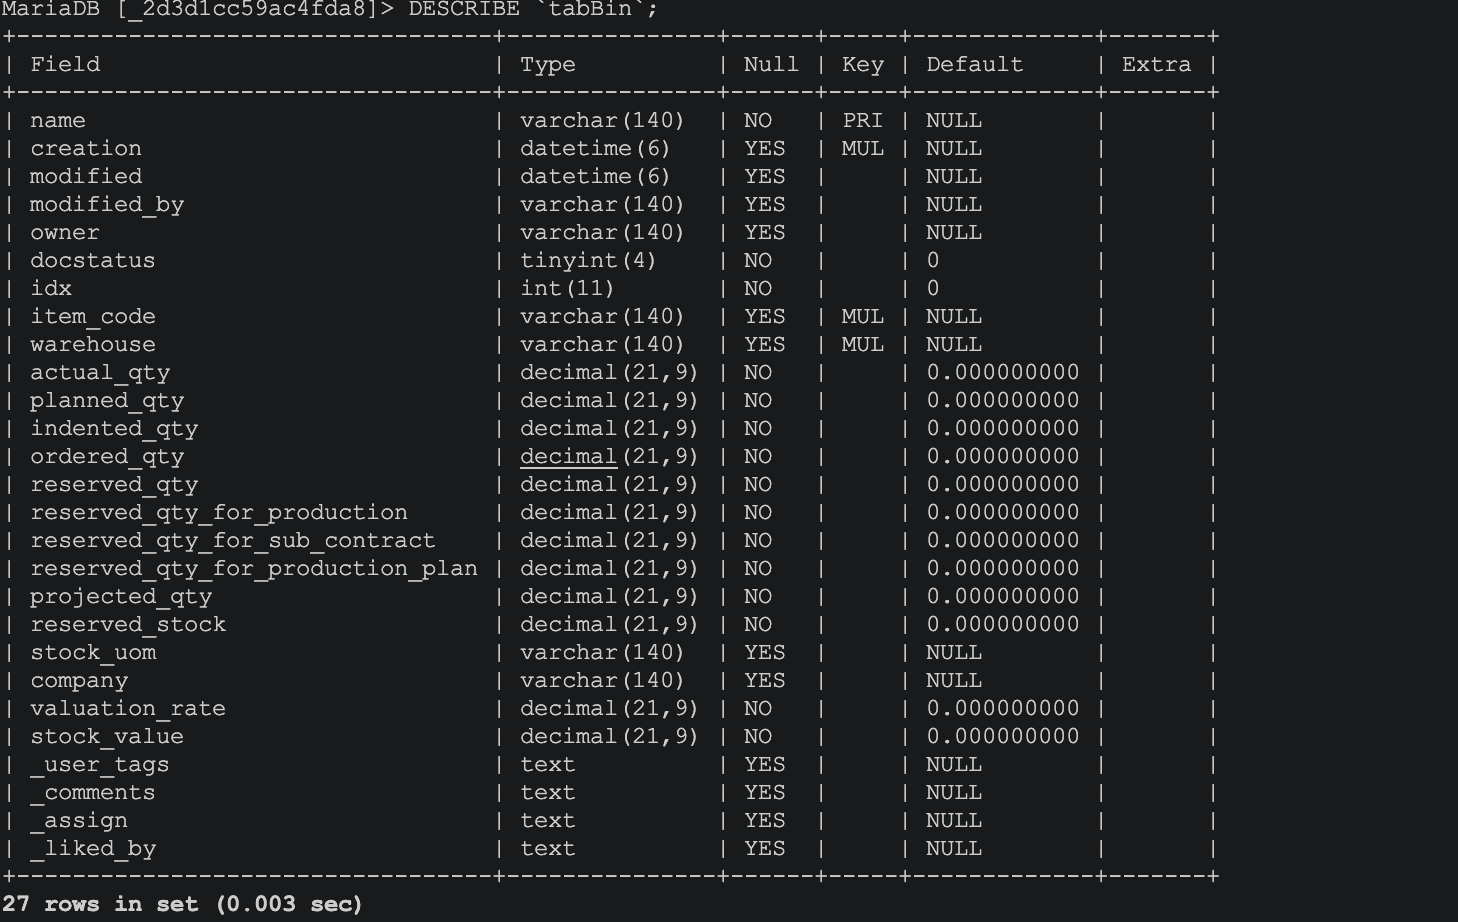 MariaDB [_2d3d1cc59ac4fda8]> DESCRIBE `tabBin`;
+-----------------------------------+---------------+------+-----+-------------+-------+
| Field                             | Type          | Null | Key | Default     | Extra |
+-----------------------------------+---------------+------+-----+-------------+-------+
| name                              | varchar(140)  | NO   | PRI | NULL        |       |
| creation                          | datetime(6)   | YES  | MUL | NULL        |       |
| modified                          | datetime(6)   | YES  |     | NULL        |       |
| modified_by                       | varchar(140)  | YES  |     | NULL        |       |
| owner                             | varchar(140)  | YES  |     | NULL        |       |
| docstatus                         | tinyint(4)    | NO   |     | 0           |       |
| idx                               | int(11)       | NO   |     | 0           |       |
| item_code                         | varchar(140)  | YES  | MUL | NULL        |       |
| warehouse                         | varchar(140)  | YES  | MUL | NULL        |       |
| actual_qty                        | decimal(21,9) | NO   |     | 0.000000000 |       |
| planned_qty                       | decimal(21,9) | NO   |     | 0.000000000 |       |
| indented_qty                      | decimal(21,9) | NO   |     | 0.000000000 |       |
| ordered_qty                       | decimal(21,9) | NO   |     | 0.000000000 |       |
| reserved_qty                      | decimal(21,9) | NO   |     | 0.000000000 |       |
| reserved_qty_for_production       | decimal(21,9) | NO   |     | 0.000000000 |       |
| reserved_qty_for_sub_contract     | decimal(21,9) | NO   |     | 0.000000000 |       |
| reserved_qty_for_production_plan  | decimal(21,9) | NO   |     | 0.000000000 |       |
| projected_qty                     | decimal(21,9) | NO   |     | 0.000000000 |       |
| reserved_stock                    | decimal(21,9) | NO   |     | 0.000000000 |       |
| stock_uom                         | varchar(140)  | YES  |     | NULL        |       |
| company                           | varchar(140)  | YES  |     | NULL        |       |
| valuation_rate                    | decimal(21,9) | NO   |     | 0.000000000 |       |
| stock_value                       | decimal(21,9) | NO   |     | 0.000000000 |       |
| _user_tags                        | text          | YES  |     | NULL        |       |
| _comments                         | text          | YES  |     | NULL        |       |
| _assign                           | text          | YES  |     | NULL        |       |
| _liked_by                         | text          | YES  |     | NULL        |       |
+-----------------------------------+---------------+------+-----+-------------+-------+
27 rows in set (0.003 sec)